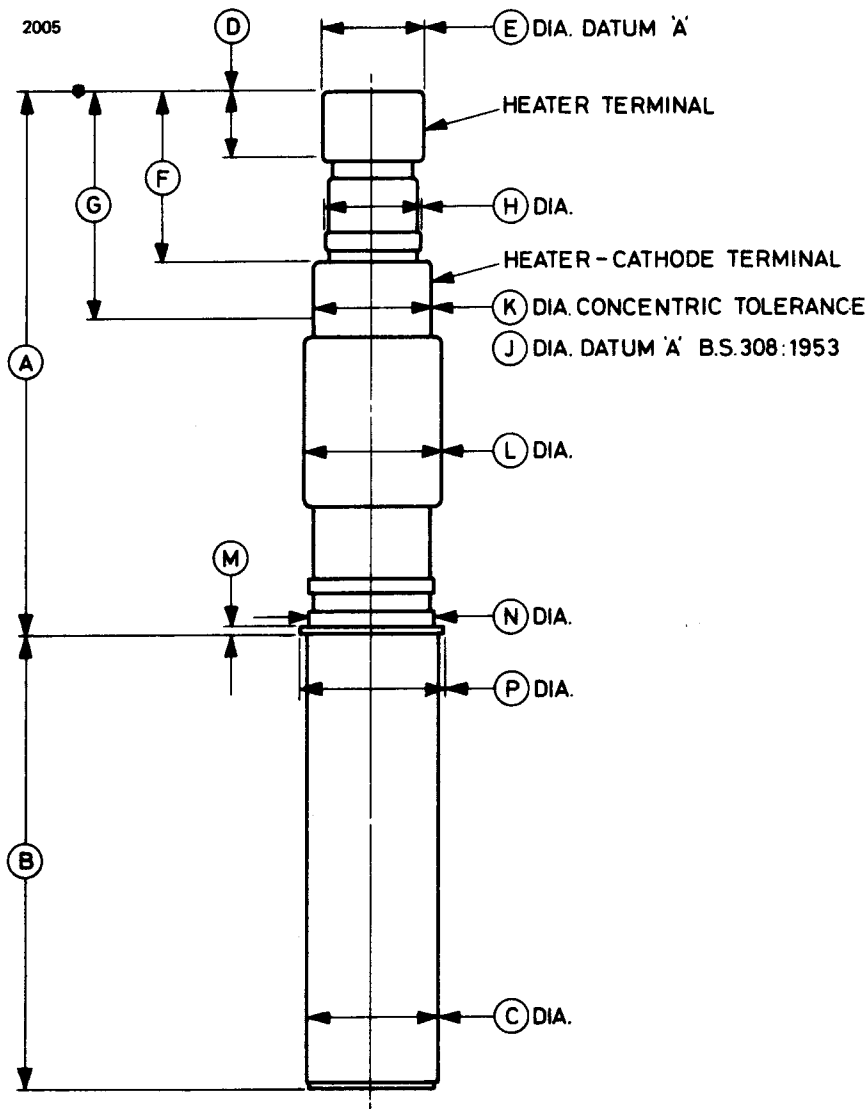 2005
D
E DIA. DATUM 'A'
HEATER TERMINAL
F
G
H DIA.
HEATER-CATHODE TERMINAL
K DIA. CONCENTRIC TOLERANCE
A
J DIA. DATUM 'A' B.S. 308:1953
L DIA.
M
N DIA.
P DIA.
B
C DIA.